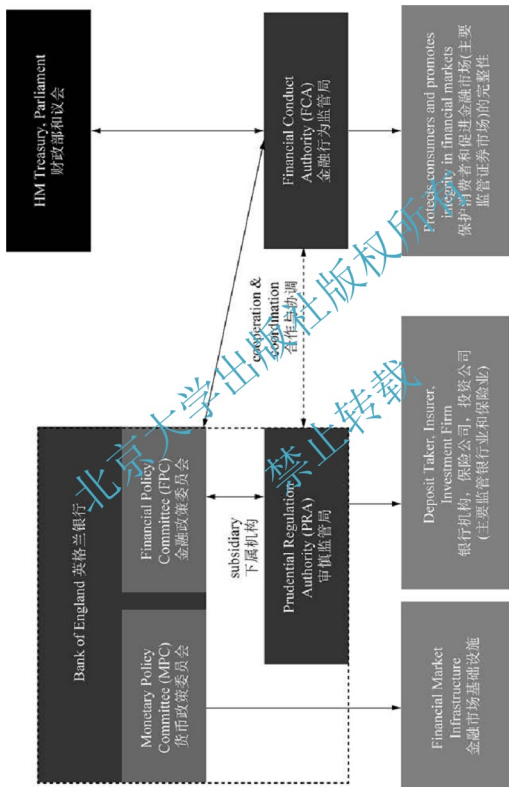 Bank of England 英格兰银行
Monetary Policy
Committee (MPC)
货币政策委员会
Financial Policy
Committee (FPC)
金融政策委员会
HM Treasury, Parliament
财政部和议会
subsidiary
下属机构
Prudential Regulation
Authority (PRA)
审慎监管局
cooperation &
coordination
合作与协调
Financial Conduct
Authority (FCA)
金融行为监管局
Financial Market
Infrastructure
金融市场基础设施
Deposit Taker, Insurer,
Investment Firm
银行机构，保险公司，投资公司
(主要监管银行业和保险业)
Protects consumers and promotes
integrity in financial markets
保护消费者和促进金融市场(主要
监管证券市场)的完整性
北京大学出版社版权所有
禁止转载